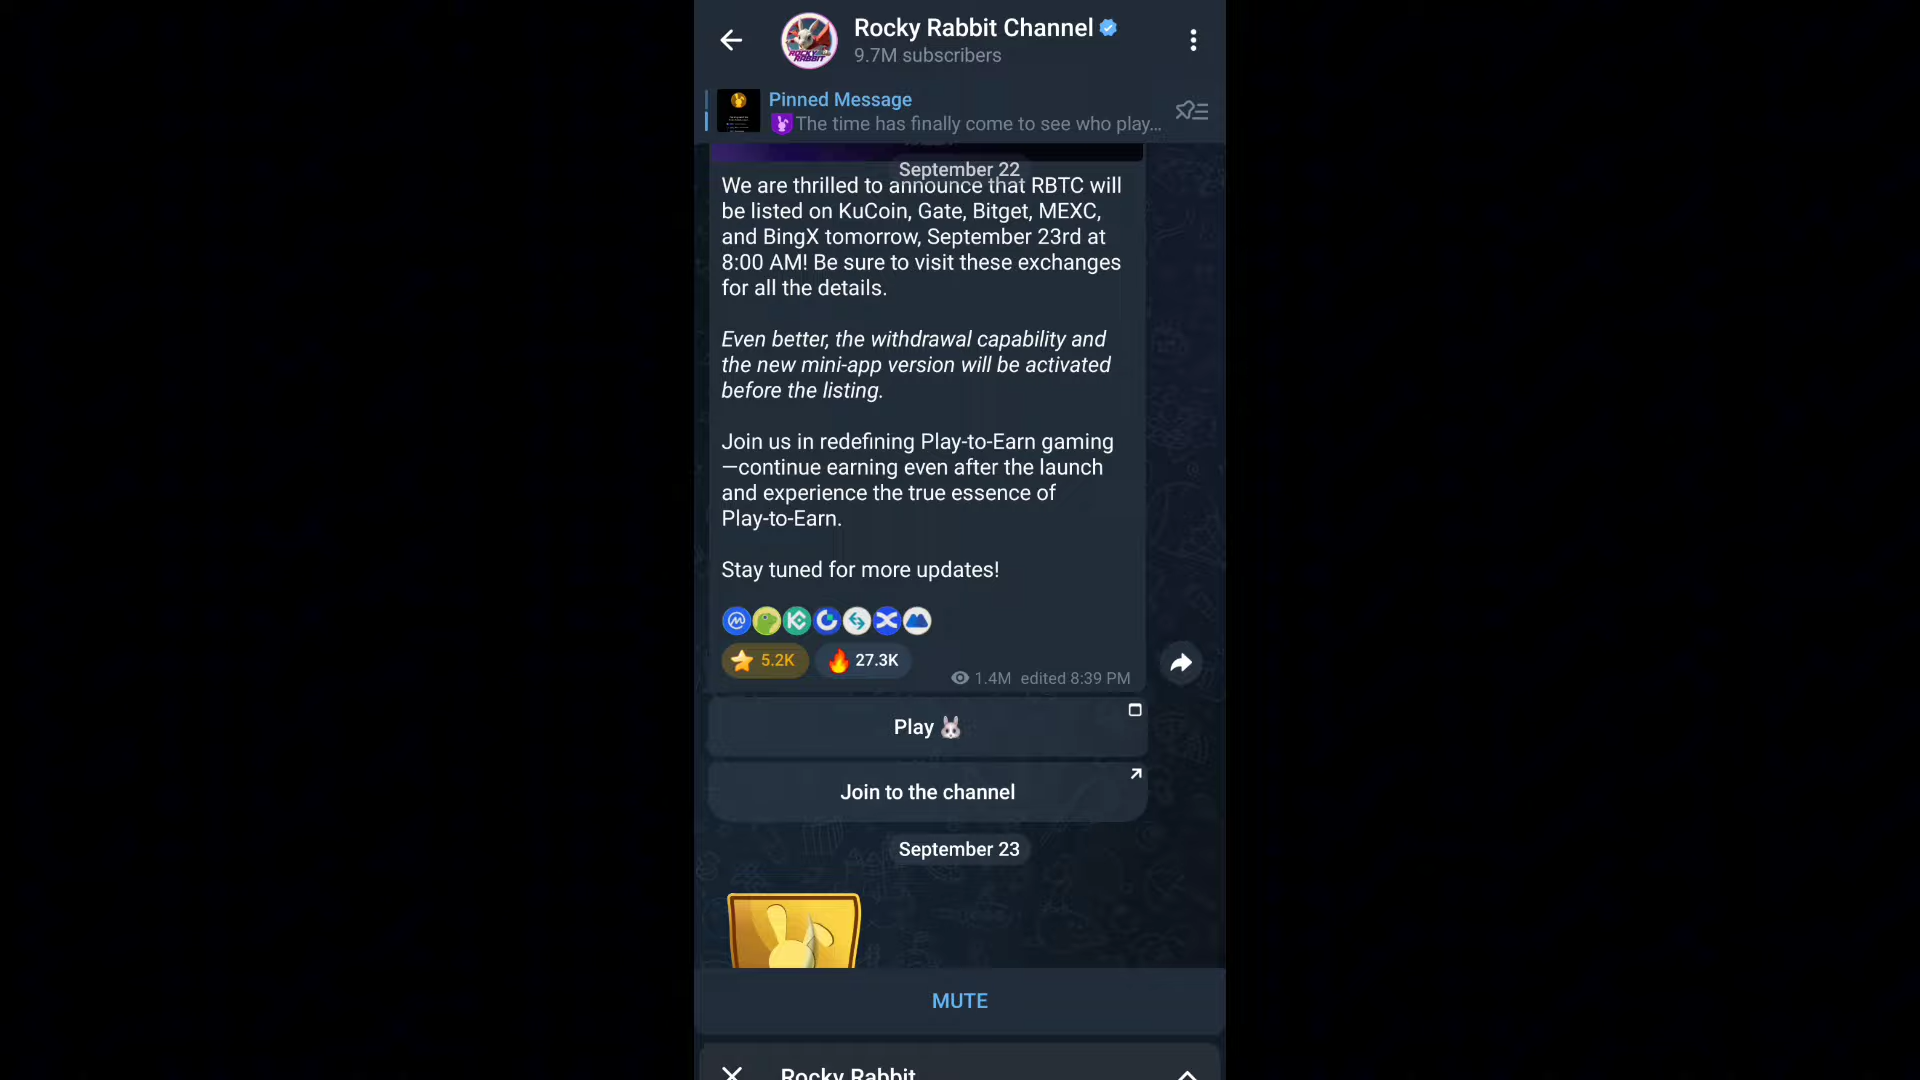 Rocky Rabbit Channel
9.7M subscribers
Pinned Message
The time has finally come to see who play...
September 22
We are thrilled to announce that RBTC will
be listed on KuCoin, Gate, Bitget, MEXC,
and BingX tomorrow, September 23rd at
8:00 AM! Be sure to visit these exchanges
for all the details.
Even better, the withdrawal capability and
the new mini-app version will be activated
before the listing.
Join us in redefining Play-to-Earn gaming
—continue earning even after the launch
and experience the true essence of
Play-to-Earn.
Stay tuned for more updates!
5.2K 27.3K
1.4M edited 8:39 PM
Play
Join to the channel
September 23
MUTE
Rocky Rabbit